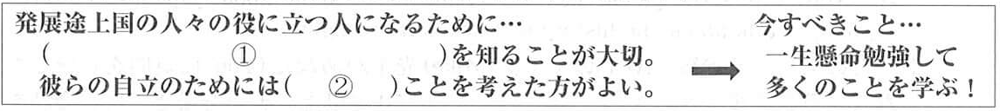 発展途上国の人々の役に立つ人になるために…
( ① )を知ることが大切。
彼らの自立のためには( ② )ことを考えた方がよい。
今すべきこと…
一生懸命勉強して
多くのことを学ぶ!